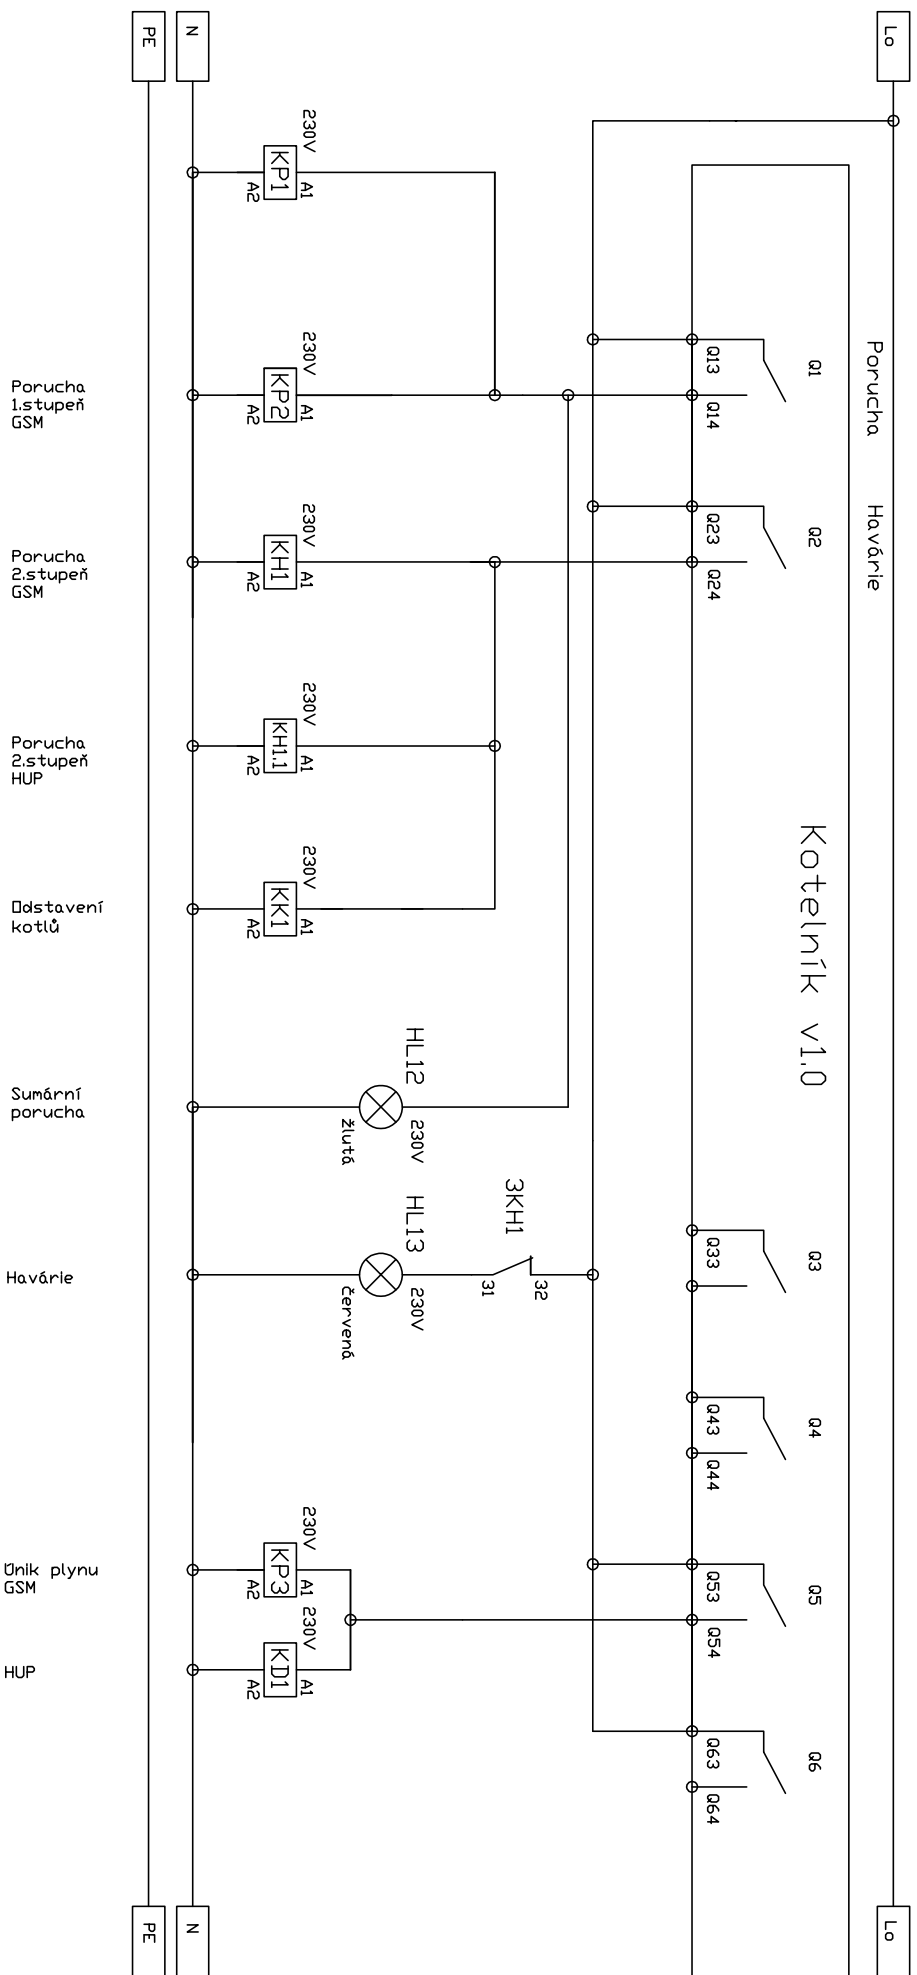 Lo
N
PE
230V
KP1
A1
A2
230V
KP2
A1
A2
Porucha
1.stupeň
GSM
Porucha
Q1
Q13
Q14
Havárie
Q2
Q23
Q24
230V
KH1
A1
A2
Porucha
2.stupeň
GSM
230V
KH1.1
A1
A2
Porucha
2.stupeň
HUP
Kotelník v1.0
230V
KK1
A1
A2
Odstavení
kotlů
HL12
230V
žlutá
Sumární
porucha
3KH1
32
31
HL13
230V
červená
Havárie
Q3
Q33
Q4
Q43
Q44
Q5
Q53
Q54
230V
KP3
A1
A2
Únik plynu
GSM
230V
KD1
A1
A2
HUP
Q6
Q63
Q64
Lo
N
PE